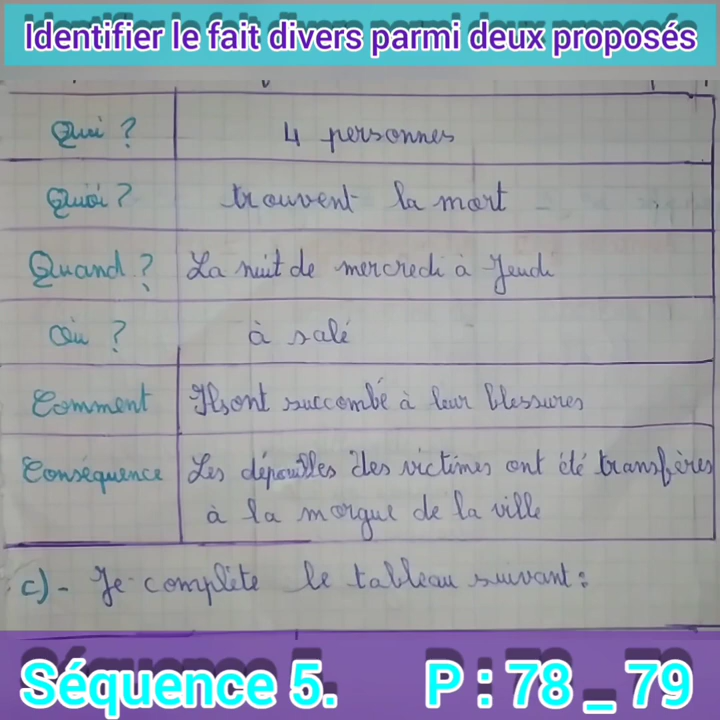 Identifier le fait divers parmi deux proposés
Qui ? 4 personnes
Quoi ? trouvent la mort
Quand ? La nuit de mercredi à Jeudi
Où ? à salé
Comment Ils ont succombé à leur blessures
Conséquence Les dépouilles des victimes ont été transférés
à la morgue de la ville
c)- Je complète le tableau suivant :
Séquence 5. P : 78 _ 79